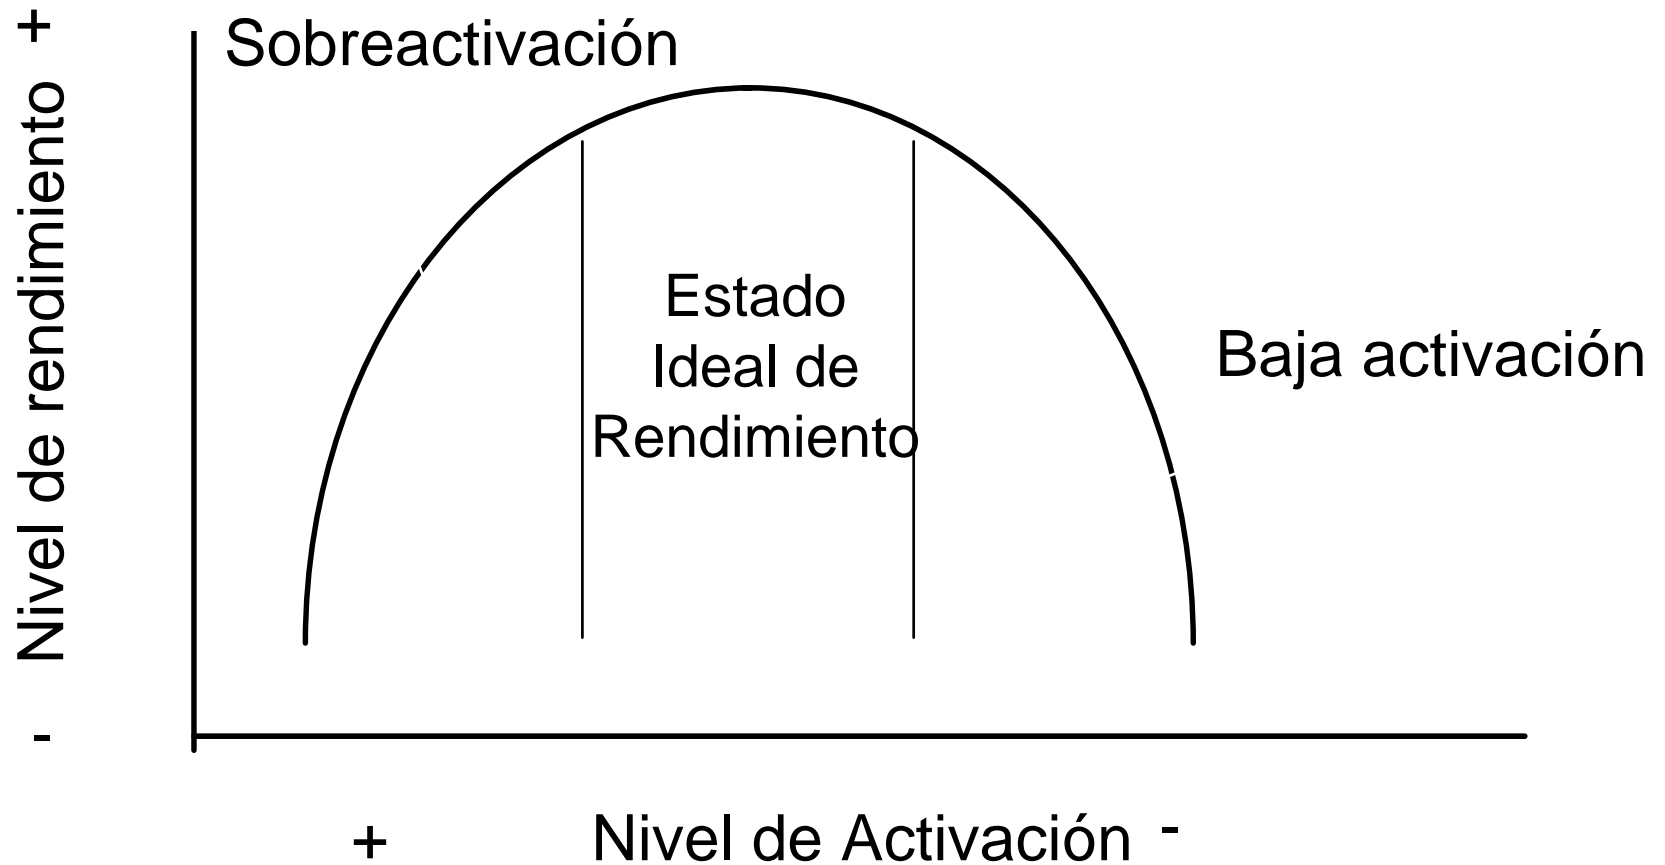 Sobreactivación
- Nivel de rendimiento +
Estado
Ideal de
Rendimiento
Baja activación
+ Nivel de Activación -